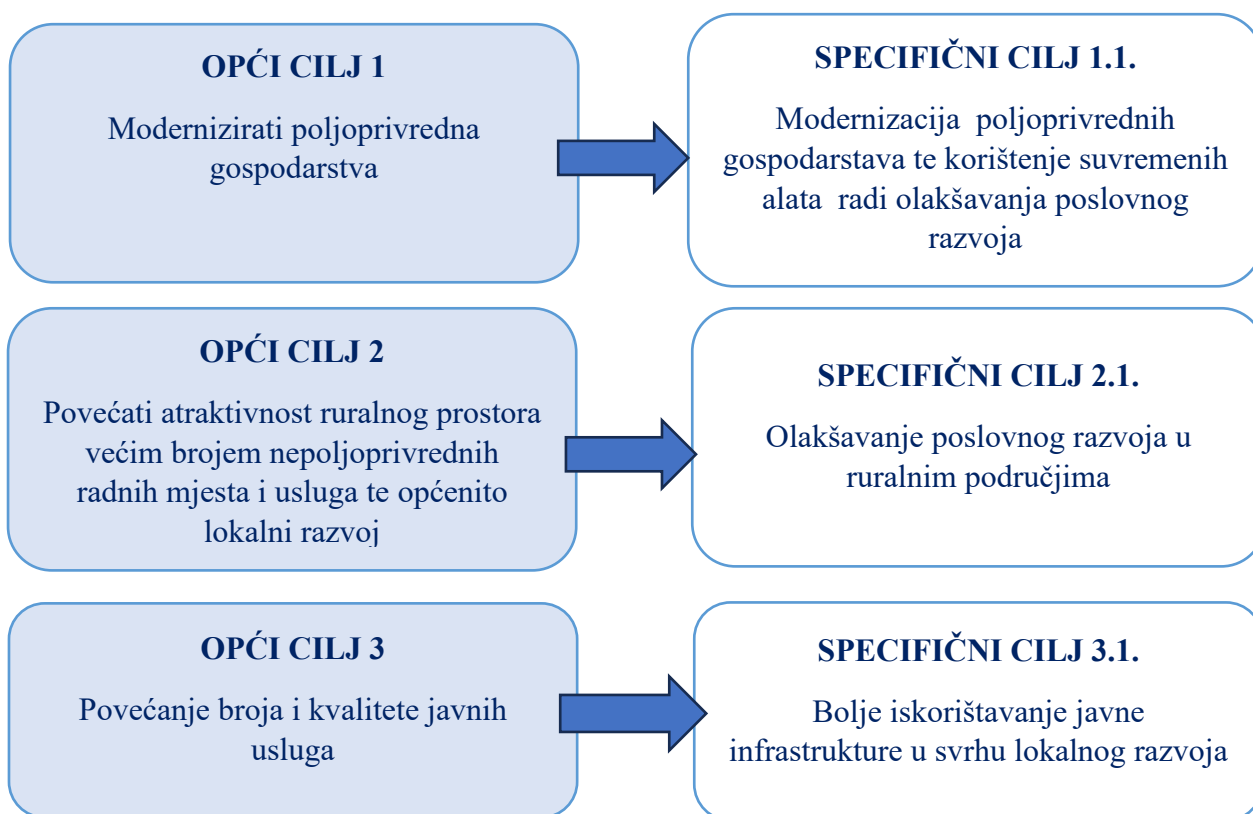 OPĆI CILJ 1
Modernizirati poljoprivredna
gospodarstva
SPECIFIČNI CILJ 1.1.
Modernizacija poljoprivrednih
gospodarstava te korištenje suvremenih
alata radi olakšavanja poslovnog
razvoja
OPĆI CILJ 2
Povećati atraktivnost ruralnog prostora
većim brojem nepoljoprivrednih
radnih mjesta i usluga te općenito
lokalni razvoj
SPECIFIČNI CILJ 2.1.
Olakšavanje poslovnog razvoja u
ruralnim područjima
OPĆI CILJ 3
Povećanje broja i kvalitete javnih
usluga
SPECIFIČNI CILJ 3.1.
Bolje iskorištavanje javne
infrastrukture u svrhu lokalnog razvoja